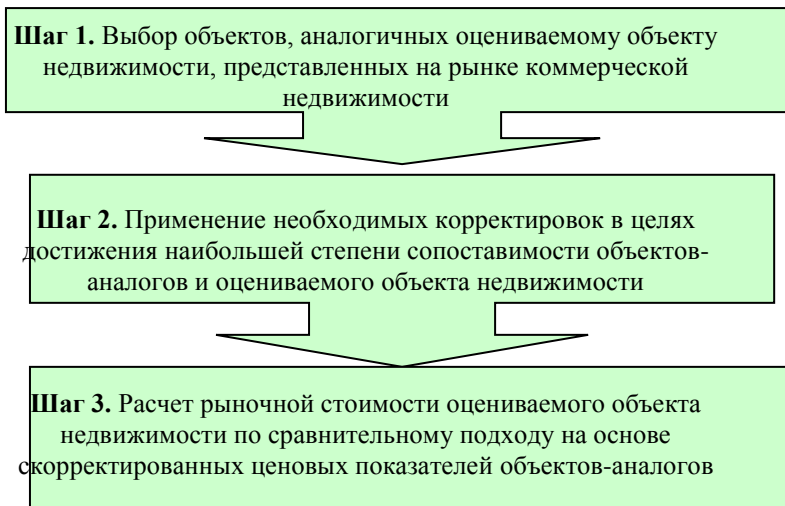 Шаг 1. Выбор объектов, аналогичных оцениваемому объекту
недвижимости, представленных на рынке коммерческой
недвижимости
Шаг 2. Применение необходимых корректировок в целях
достижения наибольшей степени сопоставимости объектов-
аналогов и оцениваемого объекта недвижимости
Шаг 3. Расчет рыночной стоимости оцениваемого объекта
недвижимости по сравнительному подходу на основе
скорректированных ценовых показателей объектов-аналогов